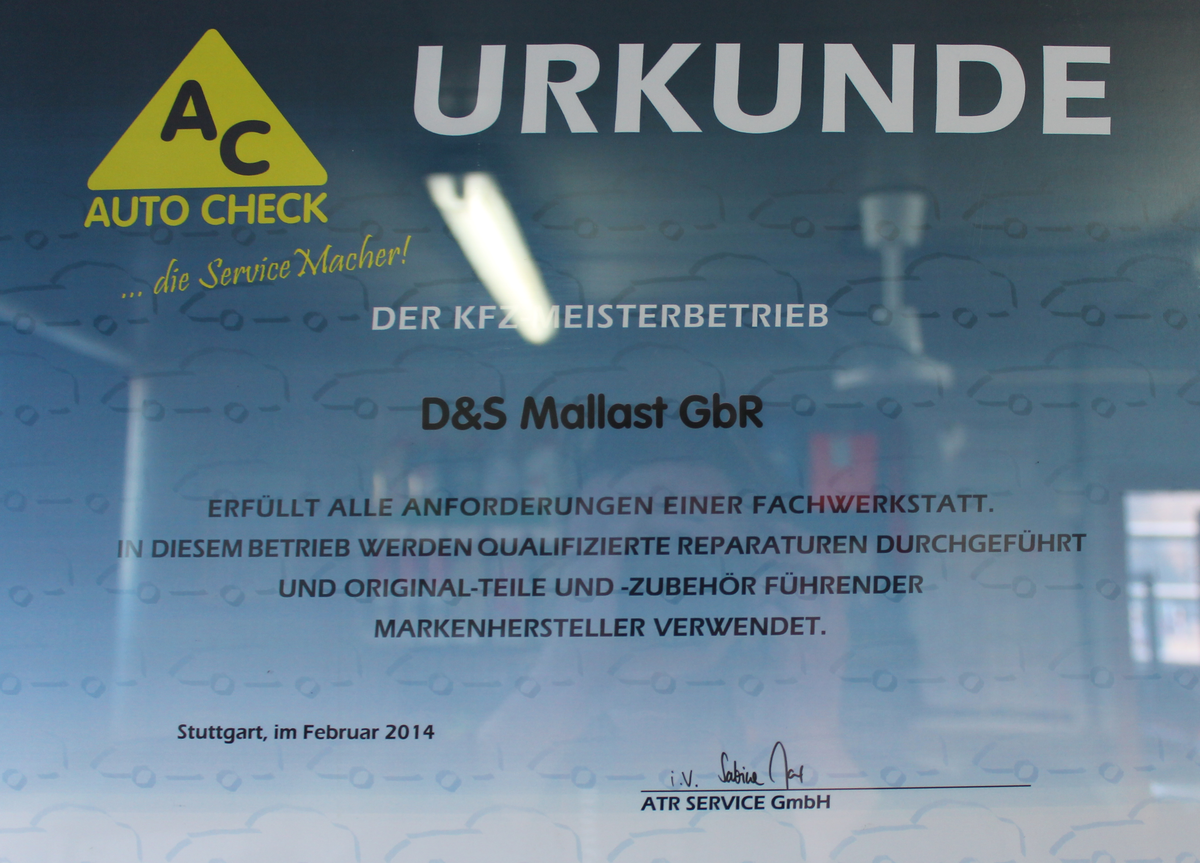 AC
AUTO CHECK
... die Service Macher!
URKUNDE
DER KFZ-MEISTERBETRIEB
D&S Mallast GbR
ERFÜLLT ALLE ANFORDERUNGEN EINER FACHWERKSTATT.
IN DIESEM BETRIEB WERDEN QUALIFIZIERTE REPARATUREN DURCHGEFÜHRT
UND ORIGINAL-TEILE UND -ZUBEHÖR FÜHRENDER
MARKENHERSTELLER VERWENDET.
Stuttgart, im Februar 2014
i.V. Sabine
ATR SERVICE GmbH